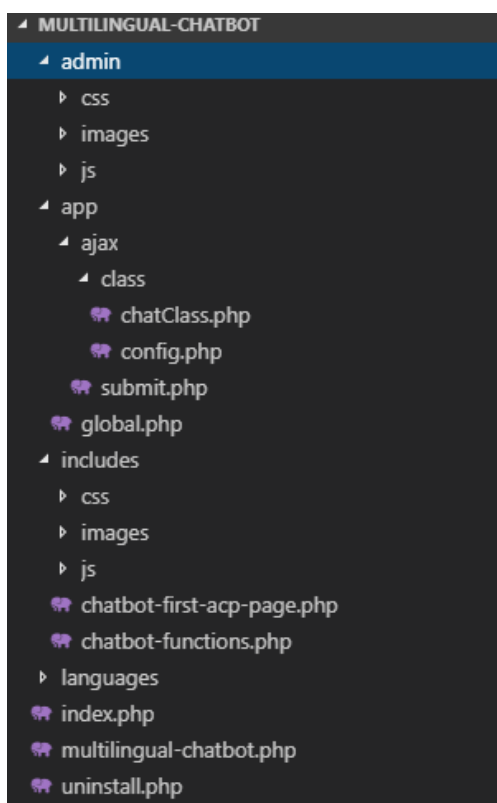 MULTILINGUAL-CHATBOT
admin
css
images
js
app
ajax
class
chatClass.php
config.php
submit.php
global.php
includes
css
images
js
chatbot-first-acp-page.php
chatbot-functions.php
languages
index.php
multilingual-chatbot.php
uninstall.php